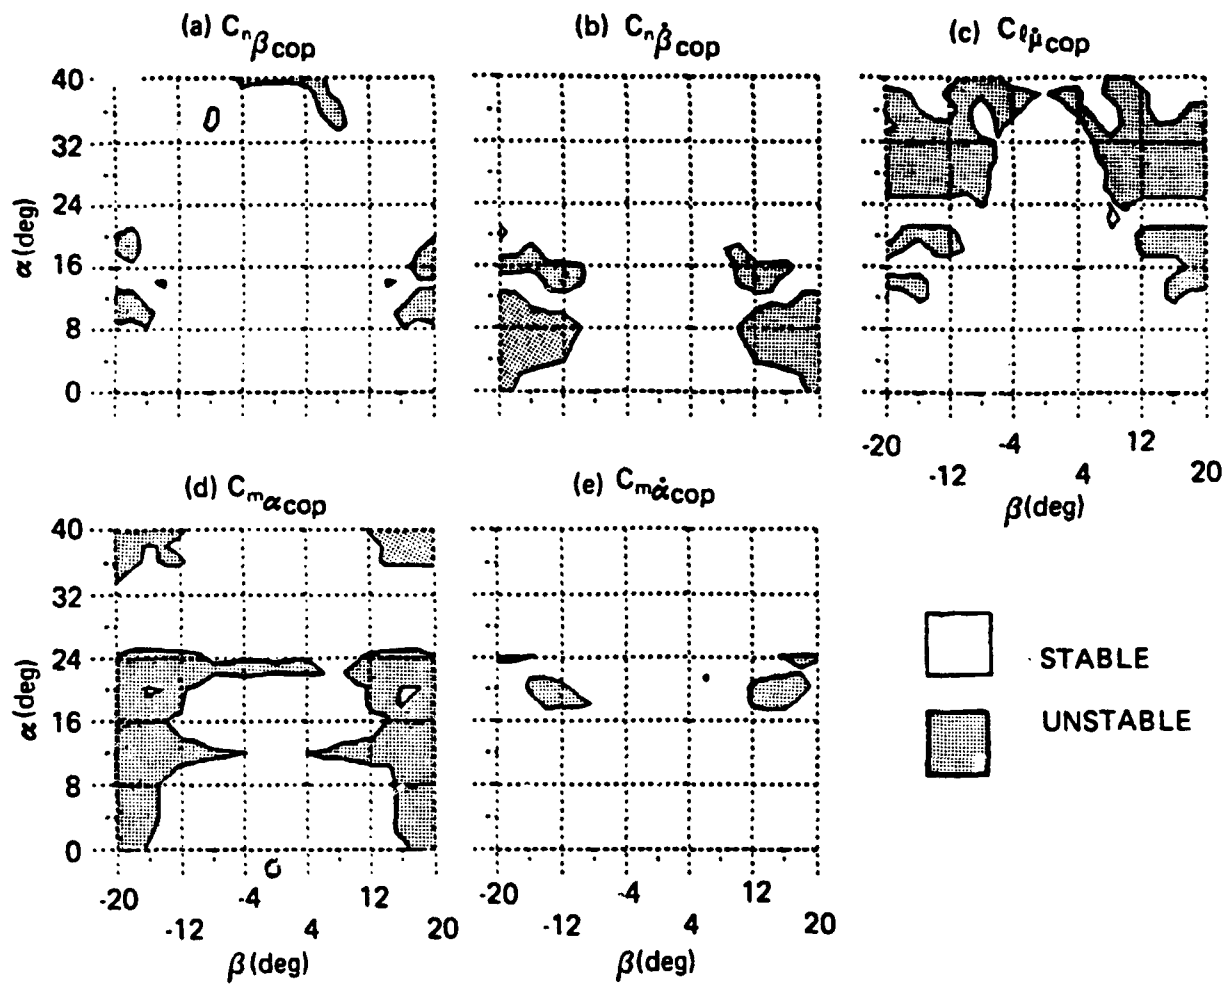 (a) CnβCOP
(b) Cnβ̇COP
(c) Cℓμ̇COP
40
32
24
16
8
0
α (deg)
-20 -4 12
-12 4 20
β(deg)
(d) CmαCOP
(e) Cmα̇COP
40
32
24
16
8
0
α (deg)
STABLE
UNSTABLE
-20 -4 12
-12 4 20
β(deg)
-20 -4 12
-12 4 20
β(deg)